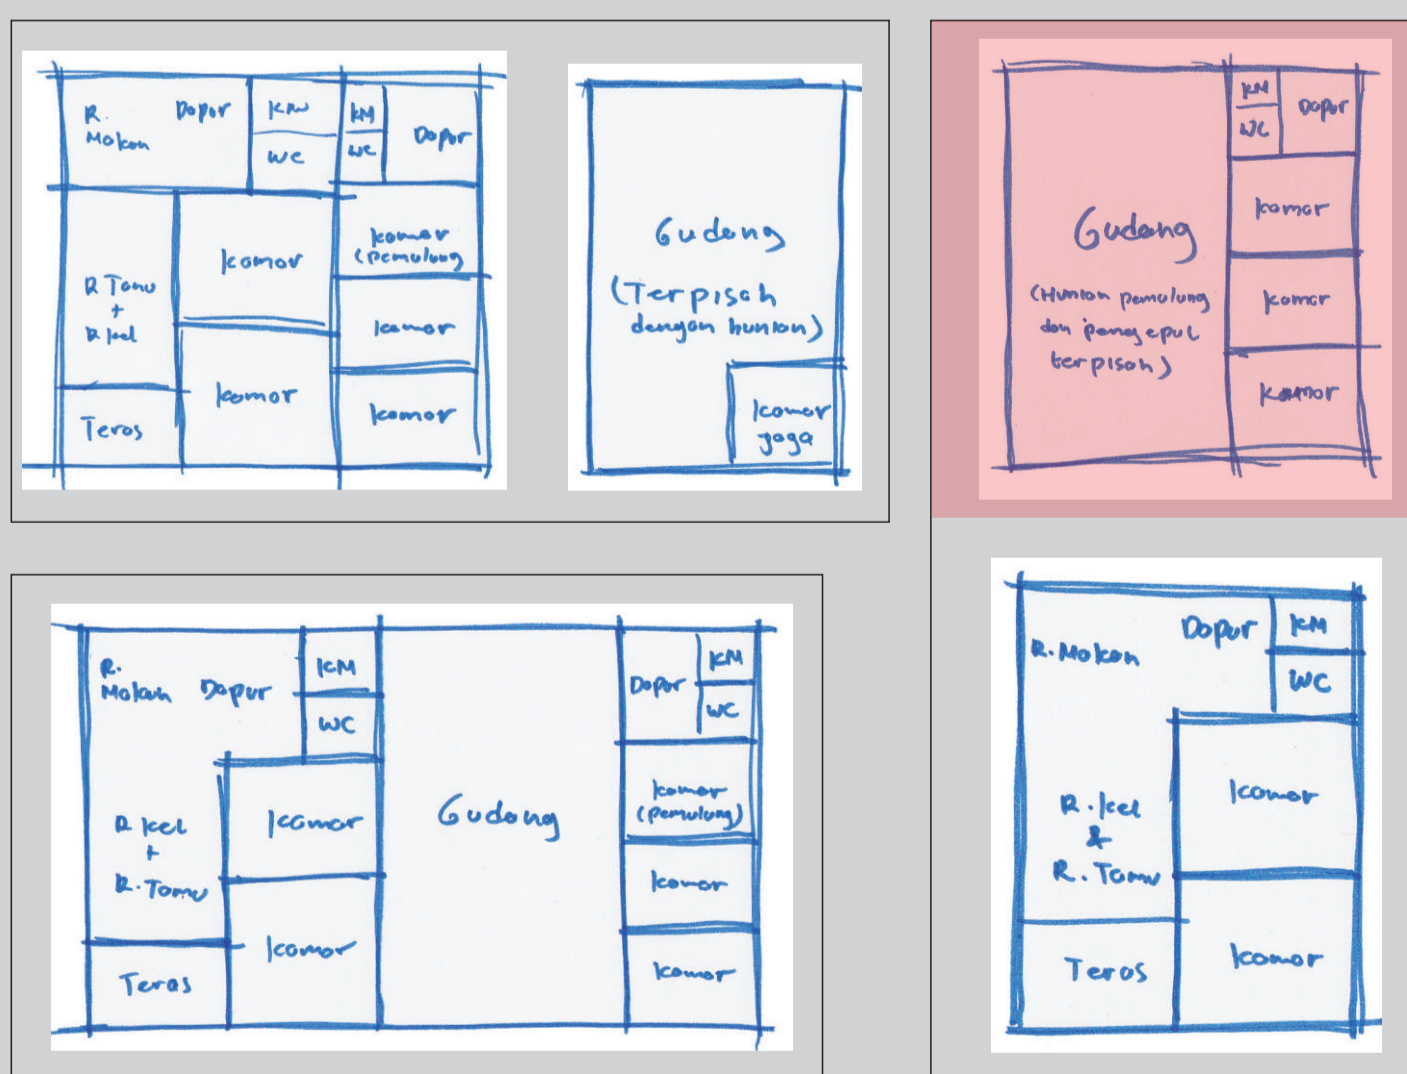 R.
Makan
Dapur
KM
WC
KM
WC
Dapur
Kamar
Kamar
(pemulung)
R Tamu
+
R kel
Kamar
Kamar
Teras
Kamar
Gudang
(Terpisah
dengan hunian)
Kamar
jaga
KM
WC
Dapur
Kamar
Gudang
(Hunian pemulung
dan pengepul
terpisah)
Kamar
Kamar
R.
Makan
Dapur
KM
WC
Dapur
KM
WC
Kamar
Gudang
Kamar
(pemulung)
R kel
+
R. Tamu
Kamar
Kamar
Teras
Kamar
R. Makan
Dapur
KM
WC
Kamar
R. kel
&
R. Tamu
Teras
Kamar